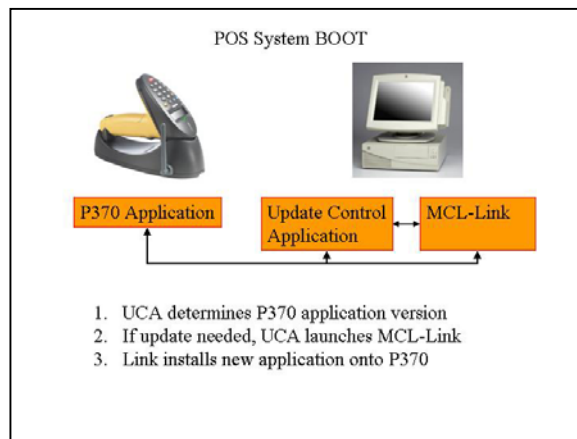 POS System BOOT
P370 Application
Update Control
Application
MCL-Link
1. UCA determines P370 application version
2. If update needed, UCA launches MCL-Link
3. Link installs new application onto P370